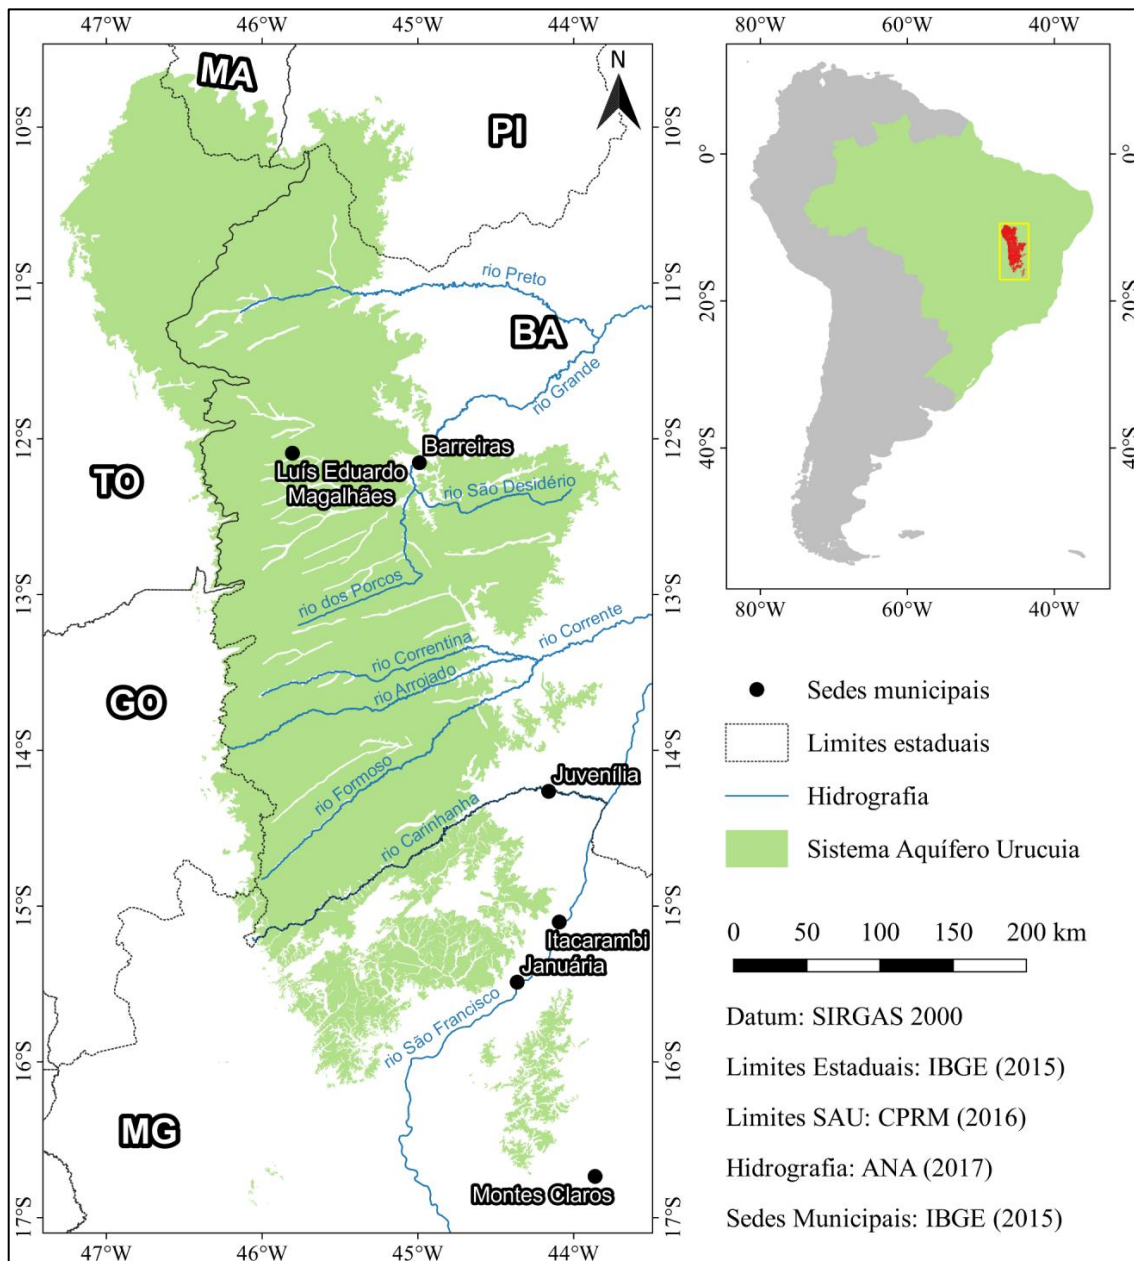 47°W 46°W 45°W 44°W
80°W 60°W 40°W
MA
N
PI
10°S
10°S
0°
0°
11°S
11°S
rio Preto
BA
20°S
20°S
rio Grande
12°S
12°S
Barreiras
TO
Luís Eduardo
Magalhães
rio São Desidério
40°S
40°S
rio dos Porcos
13°S
13°S
80°W 60°W 40°W
rio Corrente
rio Correntina
rio Arrojado
GO
14°S
14°S
rio Formoso
Juvenília
rio Carinhanha
15°S
15°S
Itacarambi
Januária
rio São Francisco
16°S
16°S
MG
Montes Claros
17°S
17°S
47°W 46°W 45°W 44°W
Sedes municipais
Limites estaduais
Hidrografia
Sistema Aquífero Urucuia
0 50 100 150 200 km
Datum: SIRGAS 2000
Limites Estaduais: IBGE (2015)
Limites SAU: CPRM (2016)
Hidrografia: ANA (2017)
Sedes Municipais: IBGE (2015)